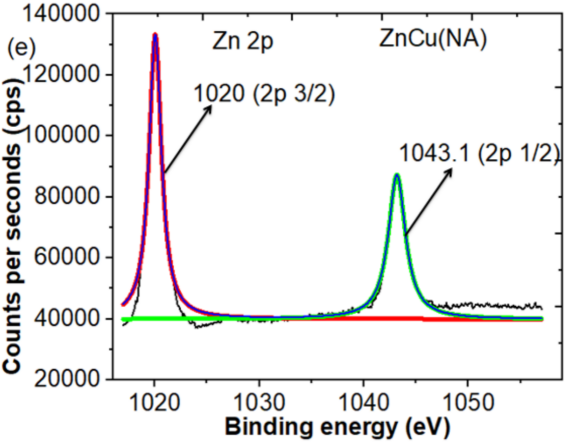 (e)
Zn 2p
ZnCu(NA)
1020 (2p 3/2)
1043.1 (2p 1/2)
Counts per seconds (cps)
140000
120000
100000
80000
60000
40000
20000
1020
1030
1040
1050
Binding energy (eV)